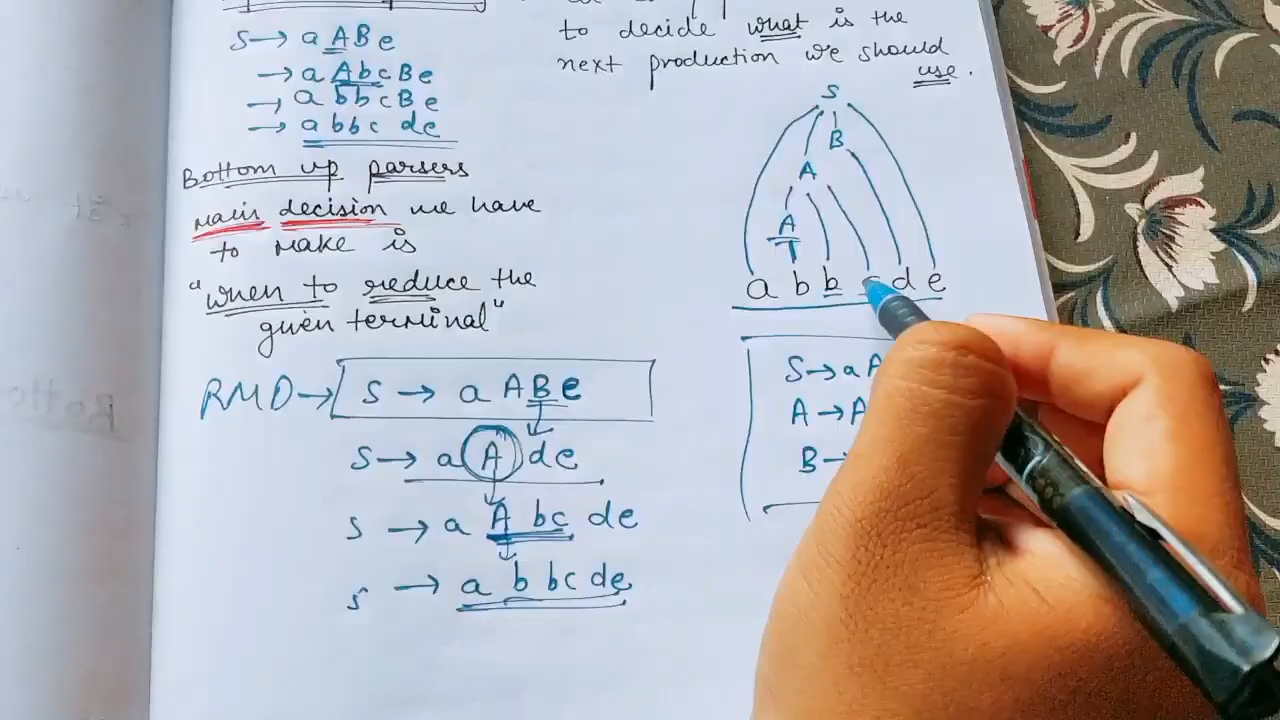 S → a A B e
→ a A b c B e
→ a b b c B e
→ a b b c d e
Bottom up parsers
main decision we have
to make is
"when to reduce the
given terminal"
RMD → S → a A B e
S → a A d e
S → a A b c d e
S → a b b c d e
to decide what is the
next production we should
use.
S
B
A
A
a b b c d e
S → a A
A → A
B →